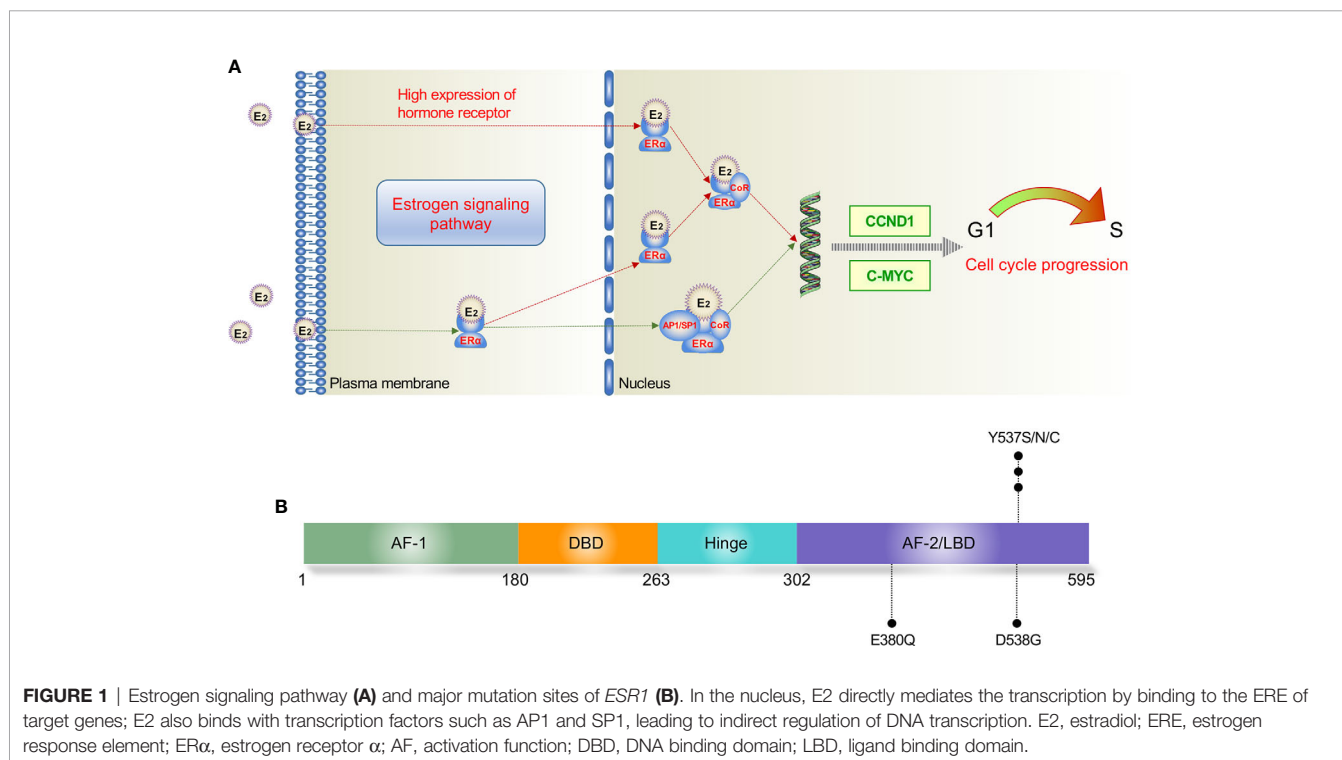 A
High expression of
hormone receptor
E2
E2
E2
ERα
E2
CoR
ERα
Estrogen signaling
pathway
E2
ERα
CCND1
G1
S
C-MYC
Cell cycle progression
E2
E2
E2
E2
ERα
E2
AP1/SP1
CoR
ERα
Plasma membrane
Nucleus
Y537S/N/C
B
AF-1
DBD
Hinge
AF-2/LBD
1
180
263
302
595
E380Q
D538G
FIGURE 1 | Estrogen signaling pathway (A) and major mutation sites of ESR1 (B). In the nucleus, E2 directly mediates the transcription by binding to the ERE of
target genes; E2 also binds with transcription factors such as AP1 and SP1, leading to indirect regulation of DNA transcription. E2, estradiol; ERE, estrogen
response element; ERα, estrogen receptor α; AF, activation function; DBD, DNA binding domain; LBD, ligand binding domain.